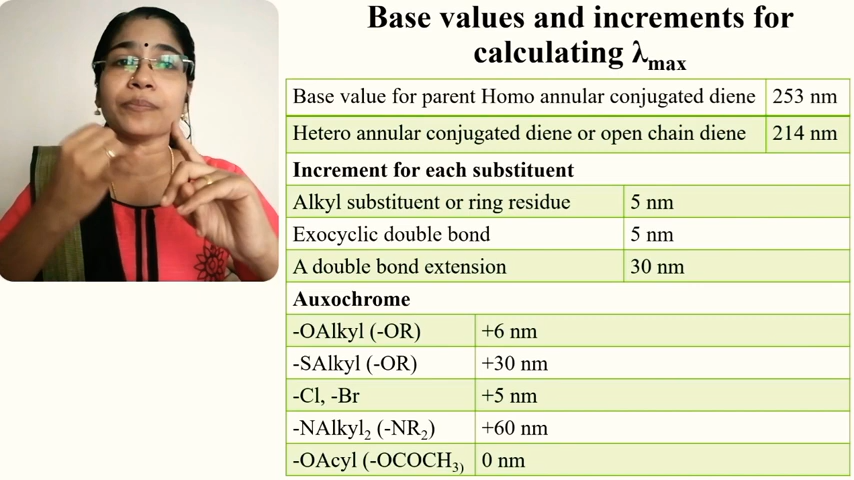 Base values and increments for
calculating λmax
Base value for parent Homo annular conjugated diene 253 nm
Hetero annular conjugated diene or open chain diene 214 nm
Increment for each substituent
Alkyl substituent or ring residue 5 nm
Exocyclic double bond 5 nm
A double bond extension 30 nm
Auxochrome
-OAlkyl (-OR) +6 nm
-SAlkyl (-OR) +30 nm
-Cl, -Br +5 nm
-NAlkyl₂ (-NR₂) +60 nm
-OAcyl (-OCOCH₃) 0 nm